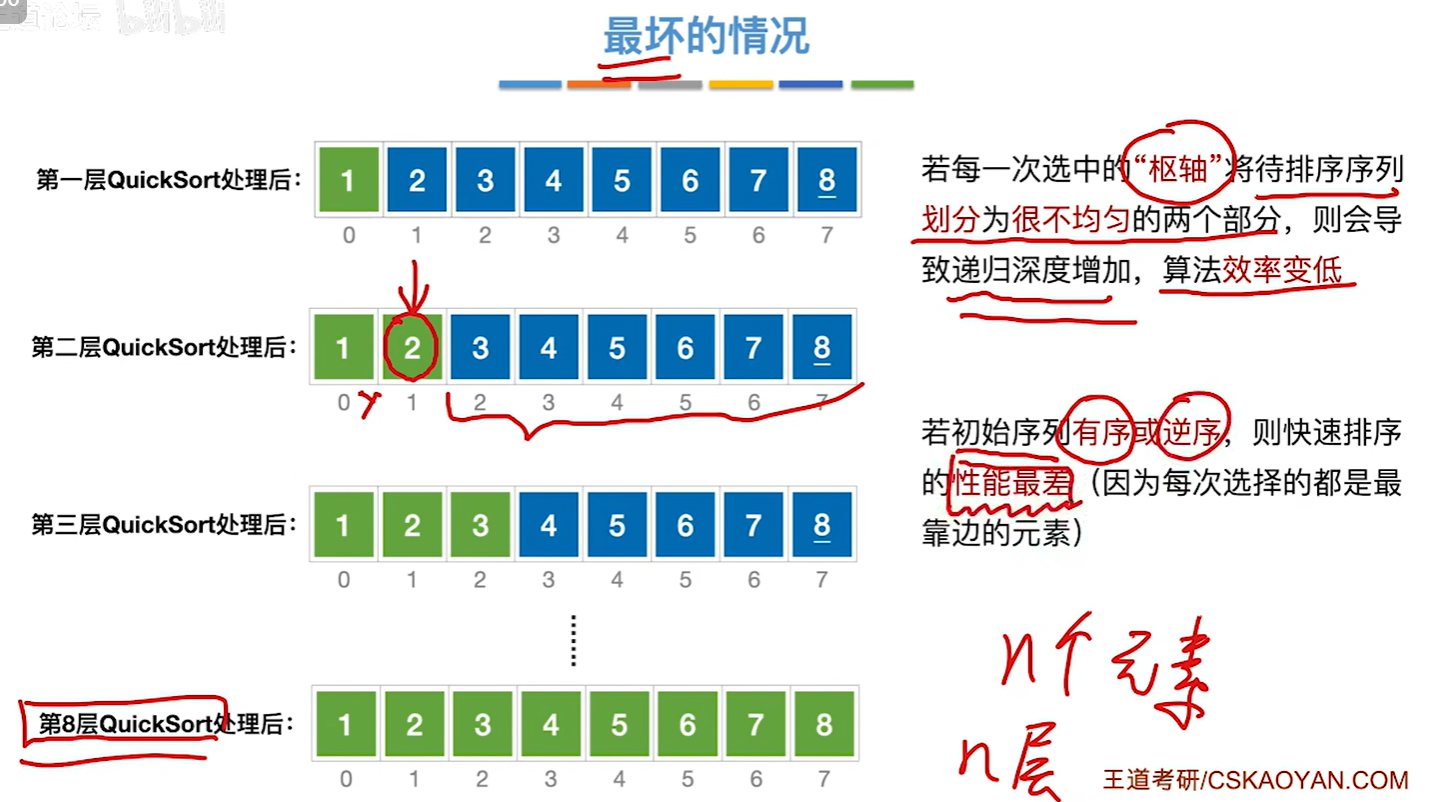 最坏的情况
第一层QuickSort处理后：
1 2 3 4 5 6 7 8
0 1 2 3 4 5 6 7
第二层QuickSort处理后：
1 2 3 4 5 6 7 8
0 1 2 3 4 5 6 7
第三层QuickSort处理后：
1 2 3 4 5 6 7 8
0 1 2 3 4 5 6 7
第8层QuickSort处理后：
1 2 3 4 5 6 7 8
0 1 2 3 4 5 6 7
若每一次选中的“枢轴”将待排序序列
划分为很不均匀的两个部分，则会导
致递归深度增加，算法效率变低
若初始序列有序或逆序，则快速排序
的性能最差（因为每次选择的都是最
靠边的元素）
n个元素
n层
王道考研/CSKAOYAN.COM